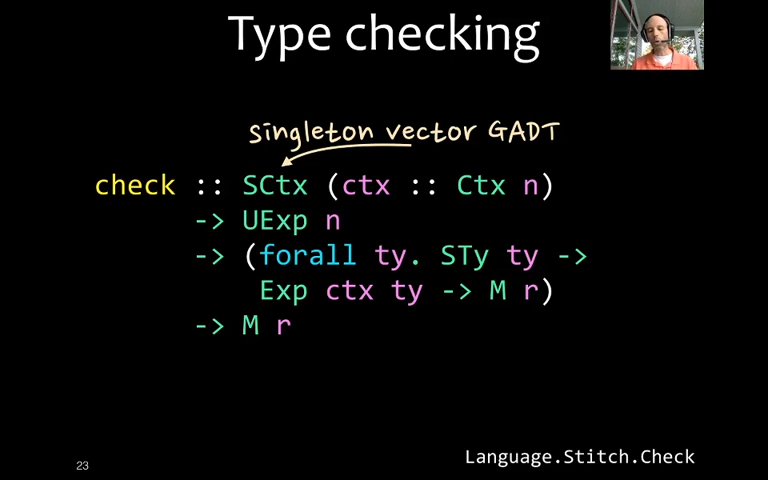 Type checking
singleton vector GADT
check :: SCtx (ctx :: Ctx n)
-> UExp n
-> (forall ty. STy ty ->
Exp ctx ty -> M r)
-> M r
23
Language.Stitch.Check